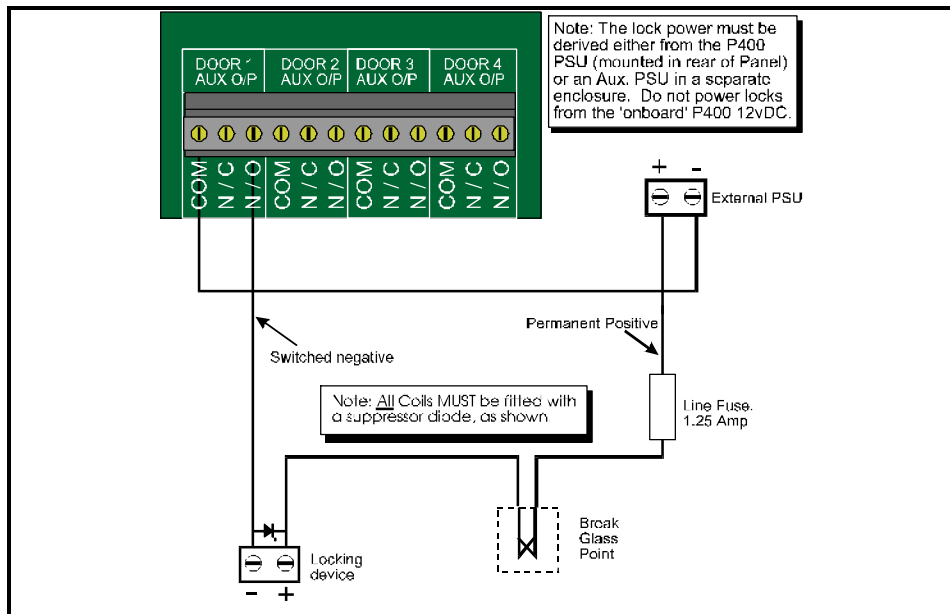 DOOR 1 DOOR 2 DOOR 3 DOOR 4
AUX O/P AUX O/P AUX O/P AUX O/P
COM N/C N/O COM N/C N/O COM N/C N/O COM N/C N/O
Note: The lock power must be
derived either from the P400
PSU (mounted in rear of Panel)
or an Aux. PSU in a separate
enclosure. Do not power locks
from the 'onboard' P400 12vDC.
+ -
External PSU
Permanent Positive
Switched negative
Note: All Coils MUST be fitted with
a suppressor diode, as shown
Line Fuse.
1.25 Amp
Break
Glass
Point
Locking
device
- +